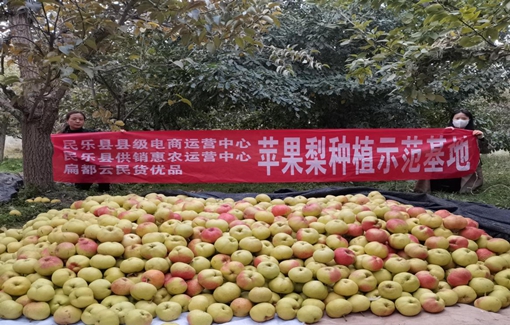 民乐县县级电商运营中心
民乐县供销惠农运营中心
扁都云民货优品
苹果梨种植示范基地